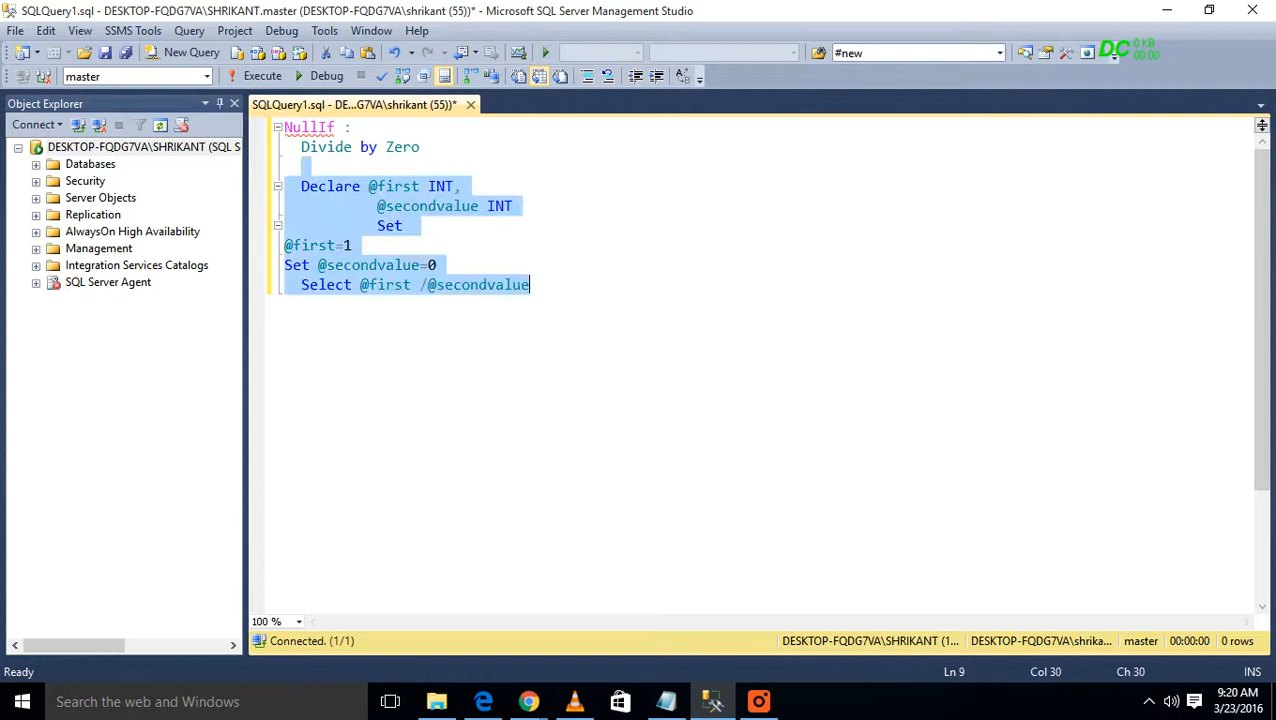 SQLQuery1.sql - DESKTOP-FQDG7VA\SHRIKANT.master (DESKTOP-FQDG7VA\shrikant (55))* - Microsoft SQL Server Management Studio
File Edit View SSMS Tools Query Project Debug Tools Window Help
New Query #new DC 0 KB 00:00
master Execute Debug
Object Explorer
SQLQuery1.sql - DE...G7VA\shrikant (55))*
Connect
DESKTOP-FQDG7VA\SHRIKANT (SQL S
Databases
Security
Server Objects
Replication
AlwaysOn High Availability
Management
Integration Services Catalogs
SQL Server Agent
NullIf :
Divide by Zero
Declare @first INT,
@secondvalue INT
Set
@first=1
Set @secondvalue=0
Select @first /@secondvalue
100 %
Connected. (1/1) DESKTOP-FQDG7VA\SHRIKANT (1... DESKTOP-FQDG7VA\shrika... master 00:00:00 0 rows
Ready Ln 9 Col 30 Ch 30 INS
Search the web and Windows
9:20 AM
3/23/2016